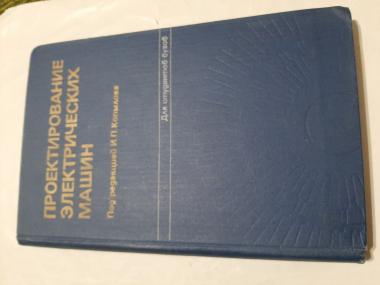 ПРОЕКТИРОВАНИЕ
ЭЛЕКТРИЧЕСКИХ
МАШИН
Под редакцией И.П.Копылова
Для студентов вузов